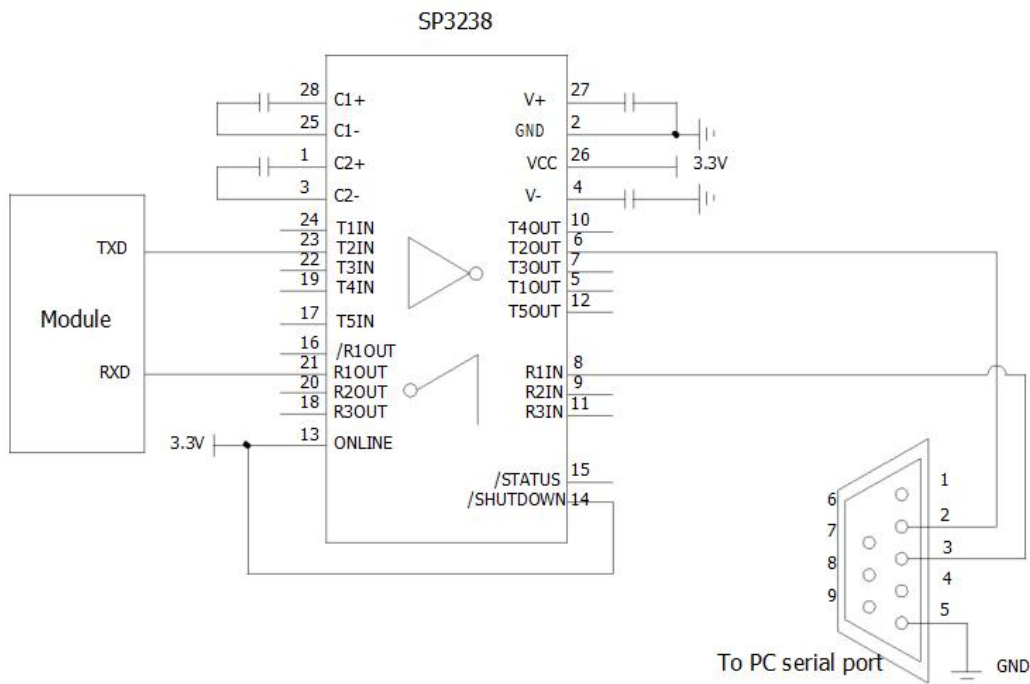 SP3238
28 C1+ V+ 27
25 C1- GND 2
1 C2+ VCC 26 3.3V
3 C2- V- 4
24 T1IN T4OUT 10
TXD 23 T2IN T2OUT 6
22 T3IN T3OUT 7
19 T4IN T1OUT 5
T5OUT 12
Module 17 T5IN
16 /R1OUT
RXD 21 R1OUT R1IN 8
20 R2OUT R2IN 9
18 R3OUT R3IN 11
3.3V 13 ONLINE
/STATUS 15
/SHUTDOWN 14
1
6
2
7
3
8
4
9
5
To PC serial port GND